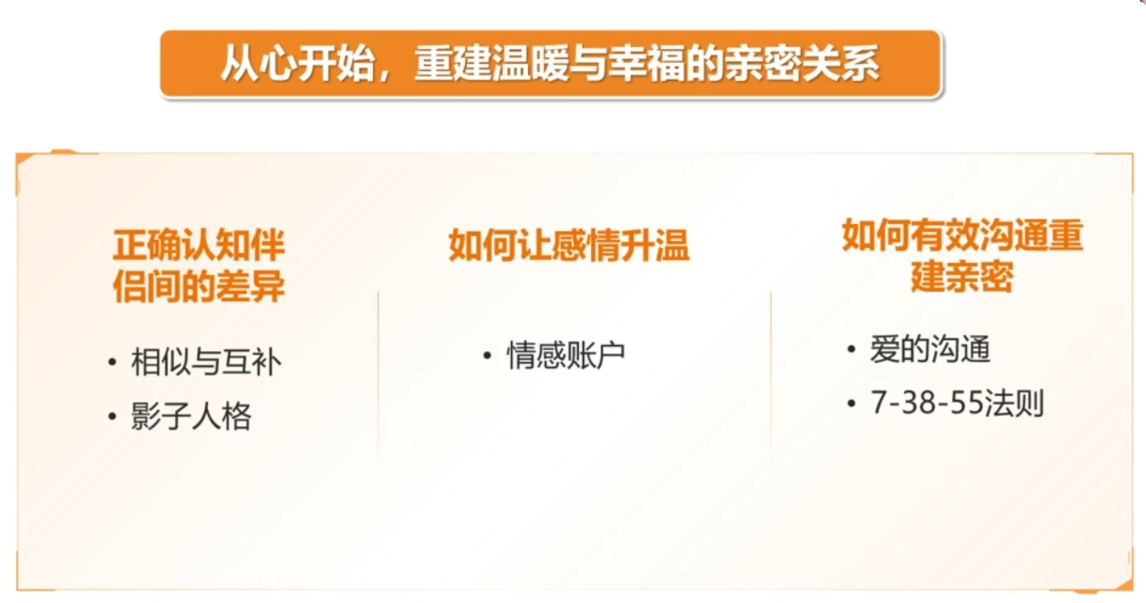 从心开始，重建温暖与幸福的亲密关系
正确认知伴
侣间的差异
• 相似与互补
• 影子人格
如何让感情升温
• 情感账户
如何有效沟通重
建亲密
• 爱的沟通
• 7-38-55法则